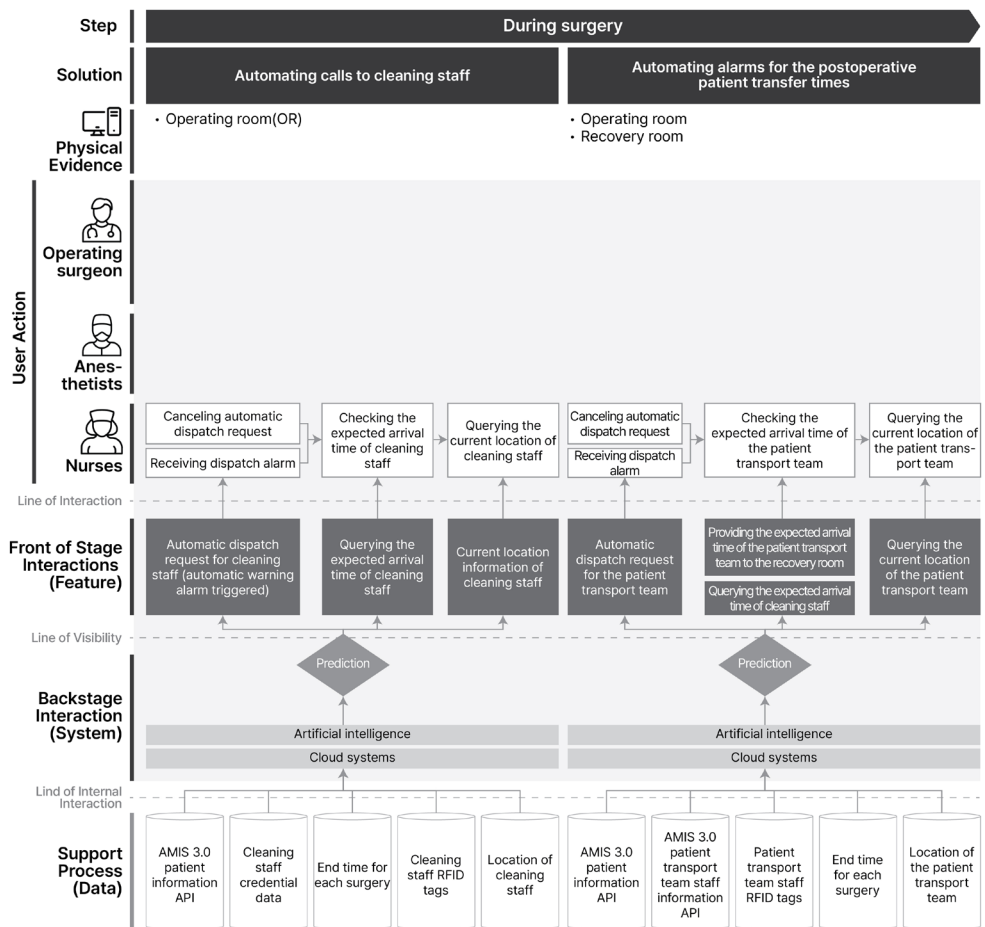 Step
During surgery
Solution
Automating calls to cleaning staff
Automating alarms for the postoperative
patient transfer times
Physical
Evidence
• Operating room(OR)
• Operating room
• Recovery room
User Action
Operating
surgeon
Anes-
thetists
Nurses
Canceling automatic
dispatch request
Receiving dispatch alarm
Checking the
expected arrival
time of cleaning
staff
Querying the
current location of
cleaning staff
Canceling automatic
dispatch request
Receiving dispatch
alarm
Checking the
expected arrival
time of
the patient
transport team
Querying the
current location of
the patient trans-
port team
Line of Interaction
Front of Stage
Interactions
(Feature)
Automatic dispatch
request for cleaning
staff (automatic warning
alarm triggered)
Querying the
expected arrival
time of cleaning
staff
Current location
information of
cleaning staff
Automatic
dispatch request
for the patient
transport team
Providing the expected arrival
time of the patient transport
team to the recovery room
Querying the expected arrival
time of cleaning staff
Querying the
current location
of the patient
transport team
Line of Visibility
Backstage
Interaction
(System)
Prediction
Artificial intelligence
Cloud systems
Prediction
Artificial intelligence
Cloud systems
Lind of Internal
Interaction
Support
Process
(Data)
AMIS 3.0
patient
information
API
Cleaning
staff
credential
data
End time for
each surgery
Cleaning
staff RFID
tags
Location of
cleaning
staff
AMIS 3.0
patient
information
API
AMIS 3.0
patient
transport
team staff
information
API
Patient
transport
team staff
RFID tags
End time
for each
surgery
Location of
the patient
transport
team